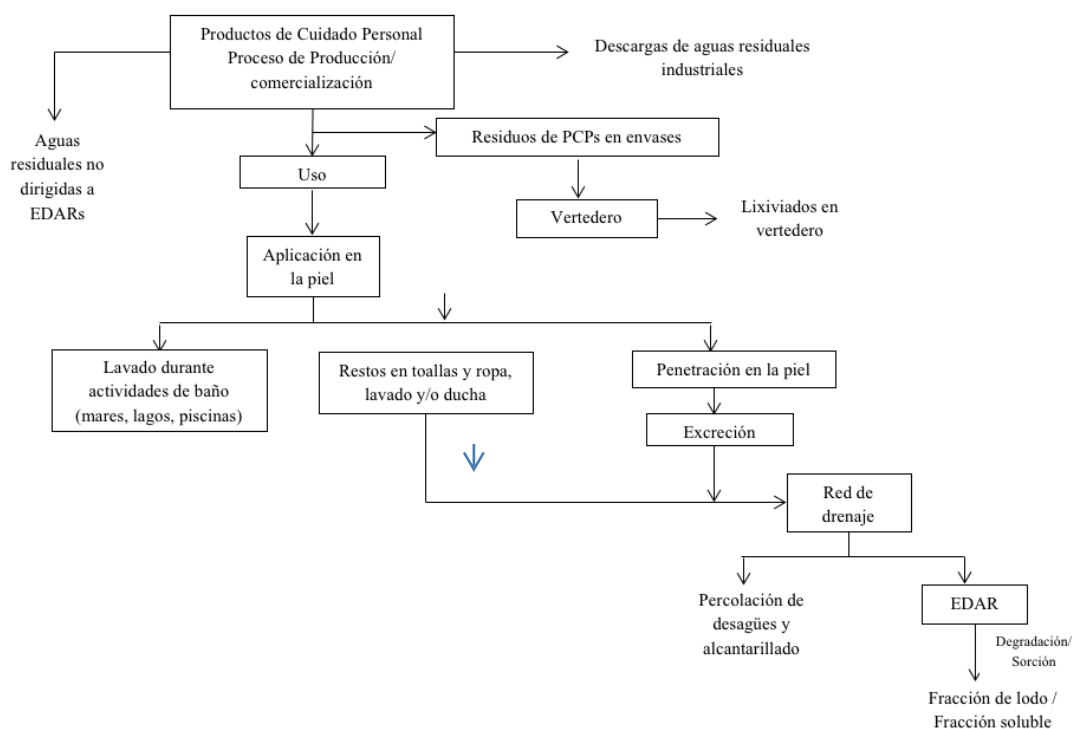 Productos de Cuidado Personal
Proceso de Producción/
comercialización
Descargas de aguas residuales
industriales
Aguas
residuales no
dirigidas a
EDARs
Residuos de PCPs en envases
Uso
Vertedero
Lixiviados en
vertedero
Aplicación en
la piel
Lavado durante
actividades de baño
(mares, lagos, piscinas)
Restos en toallas y ropa,
lavado y/o ducha
Penetración en la piel
Excreción
Red de
drenaje
Percolación de
desagües y
alcantarillado
EDAR
Degradación/
Sorción
Fracción de lodo /
Fracción soluble